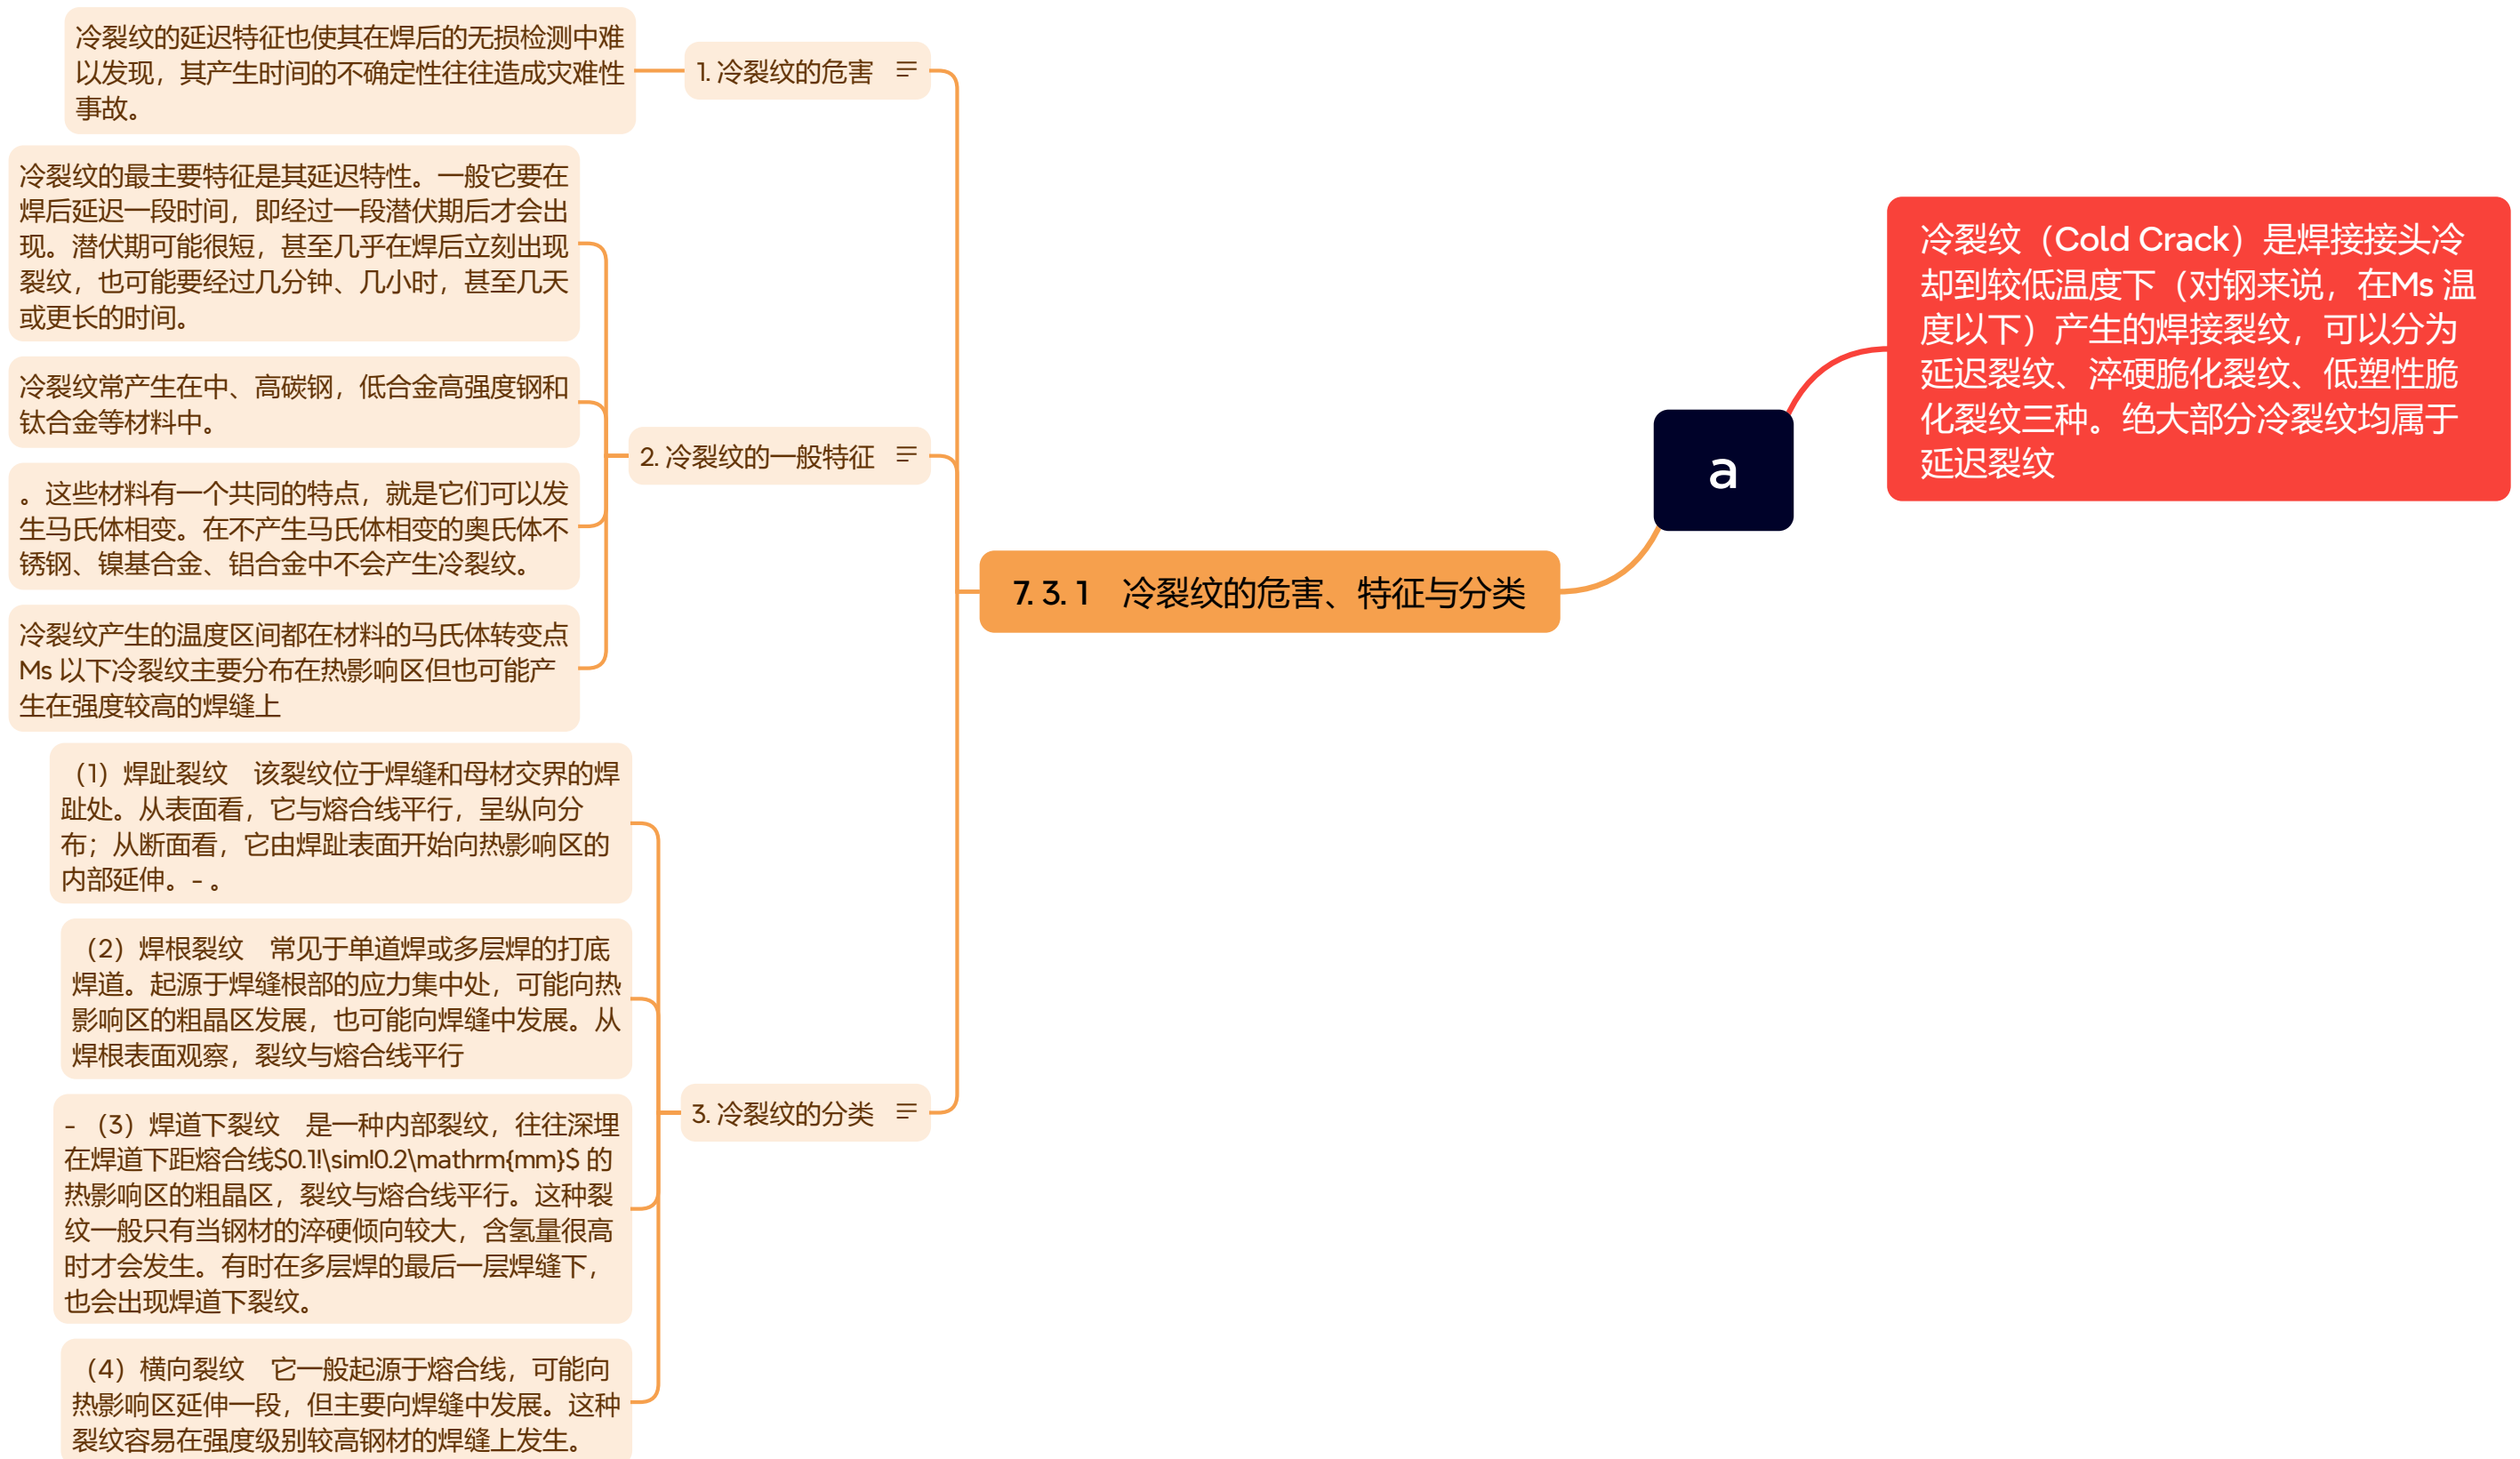 冷裂纹的延迟特征也使其在焊后的无损检测中难
以发现，其产生时间的不确定性往往造成灾难性
事故。
1. 冷裂纹的危害
冷裂纹的最主要特征是其延迟特性。一般它要在
焊后延迟一段时间，即经过一段潜伏期后才会出
现。潜伏期可能很短，甚至几乎在焊后立刻出现
裂纹，也可能要经过几分钟、几小时，甚至几天
或更长的时间。
冷裂纹常产生在中、高碳钢，低合金高强度钢和
钛合金等材料中。
。这些材料有一个共同的特点，就是它们可以发
生马氏体相变。在不产生马氏体相变的奥氏体不
锈钢、镍基合金、铝合金中不会产生冷裂纹。
冷裂纹产生的温度区间都在材料的马氏体转变点
Ms 以下冷裂纹主要分布在热影响区但也可能产
生在强度较高的焊缝上
2. 冷裂纹的一般特征
（1）焊趾裂纹　该裂纹位于焊缝和母材交界的焊
趾处。从表面看，它与熔合线平行，呈纵向分
布；从断面看，它由焊趾表面开始向热影响区的
内部延伸。- 。
（2）焊根裂纹　常见于单道焊或多层焊的打底
焊道。起源于焊缝根部的应力集中处，可能向热
影响区的粗晶区发展，也可能向焊缝中发展。从
焊根表面观察，裂纹与熔合线平行
- （3）焊道下裂纹　是一种内部裂纹，往往深埋
在焊道下距熔合线$0.1!\sim!0.2\mathrm{mm}$ 的
热影响区的粗晶区，裂纹与熔合线平行。这种裂
纹一般只有当钢材的淬硬倾向较大，含氢量很高
时才会发生。有时在多层焊的最后一层焊缝下，
也会出现焊道下裂纹。
（4）横向裂纹　它一般起源于熔合线，可能向
热影响区延伸一段，但主要向焊缝中发展。这种
裂纹容易在强度级别较高钢材的焊缝上发生。
3. 冷裂纹的分类
7. 3. 1　冷裂纹的危害、特征与分类
a
冷裂纹（Cold Crack）是焊接接头冷
却到较低温度下（对钢来说，在Ms 温
度以下）产生的焊接裂纹，可以分为
延迟裂纹、淬硬脆化裂纹、低塑性脆
化裂纹三种。绝大部分冷裂纹均属于
延迟裂纹